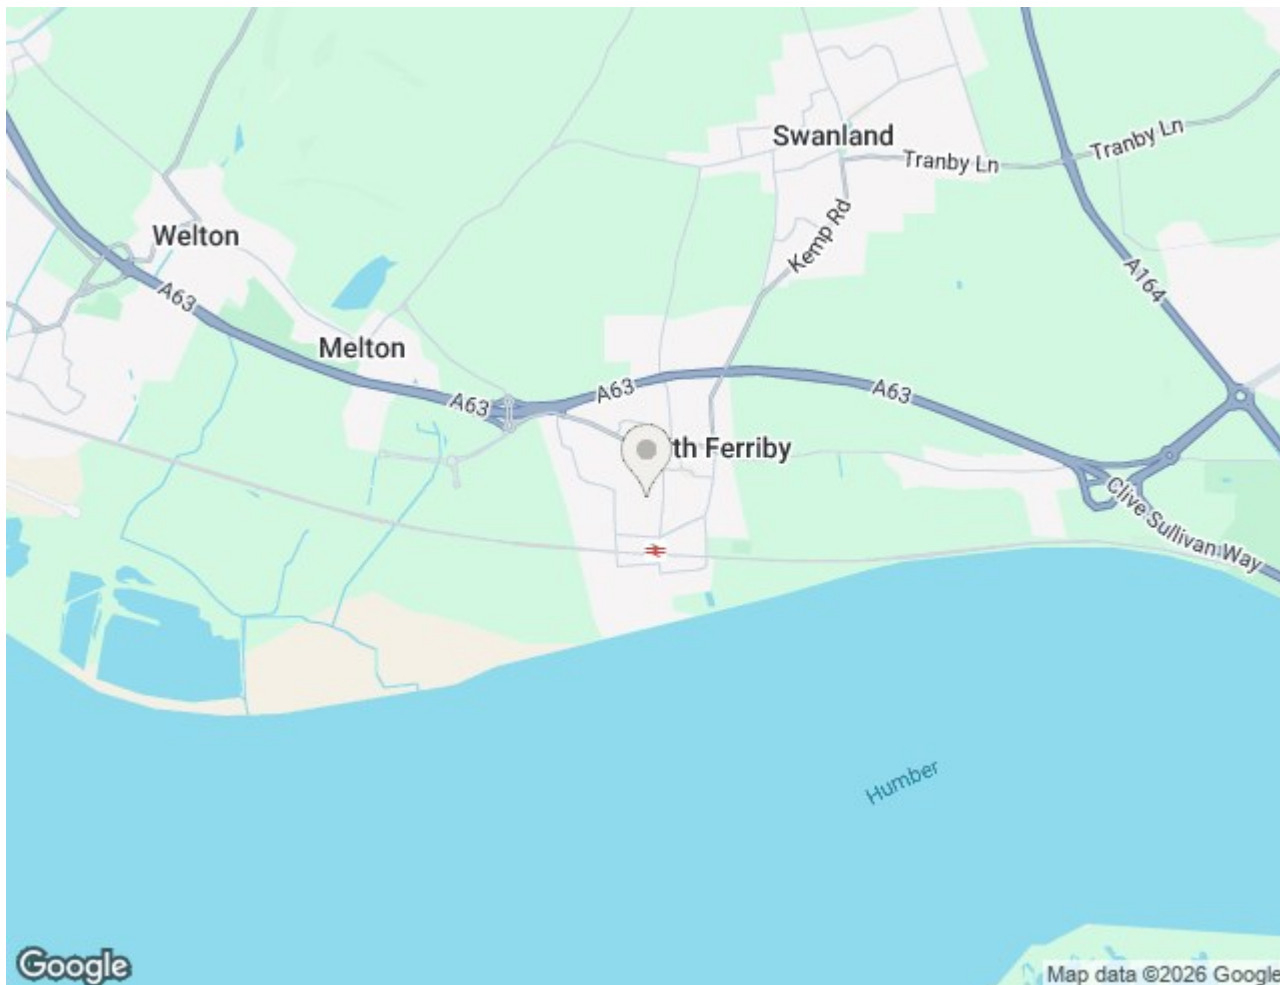 Swanland
Tranby Ln
Tranby Ln
Kemp Rd
Welton
A63
A164
Melton
A63
A63
A63
th Ferriby
Clive Sullivan Way
Humber
Google
Map data ©2026 Google